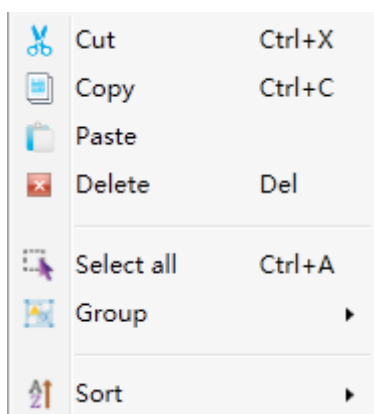 Cut Ctrl+X
Copy Ctrl+C
Paste
Delete Del
Select all Ctrl+A
Group
Sort